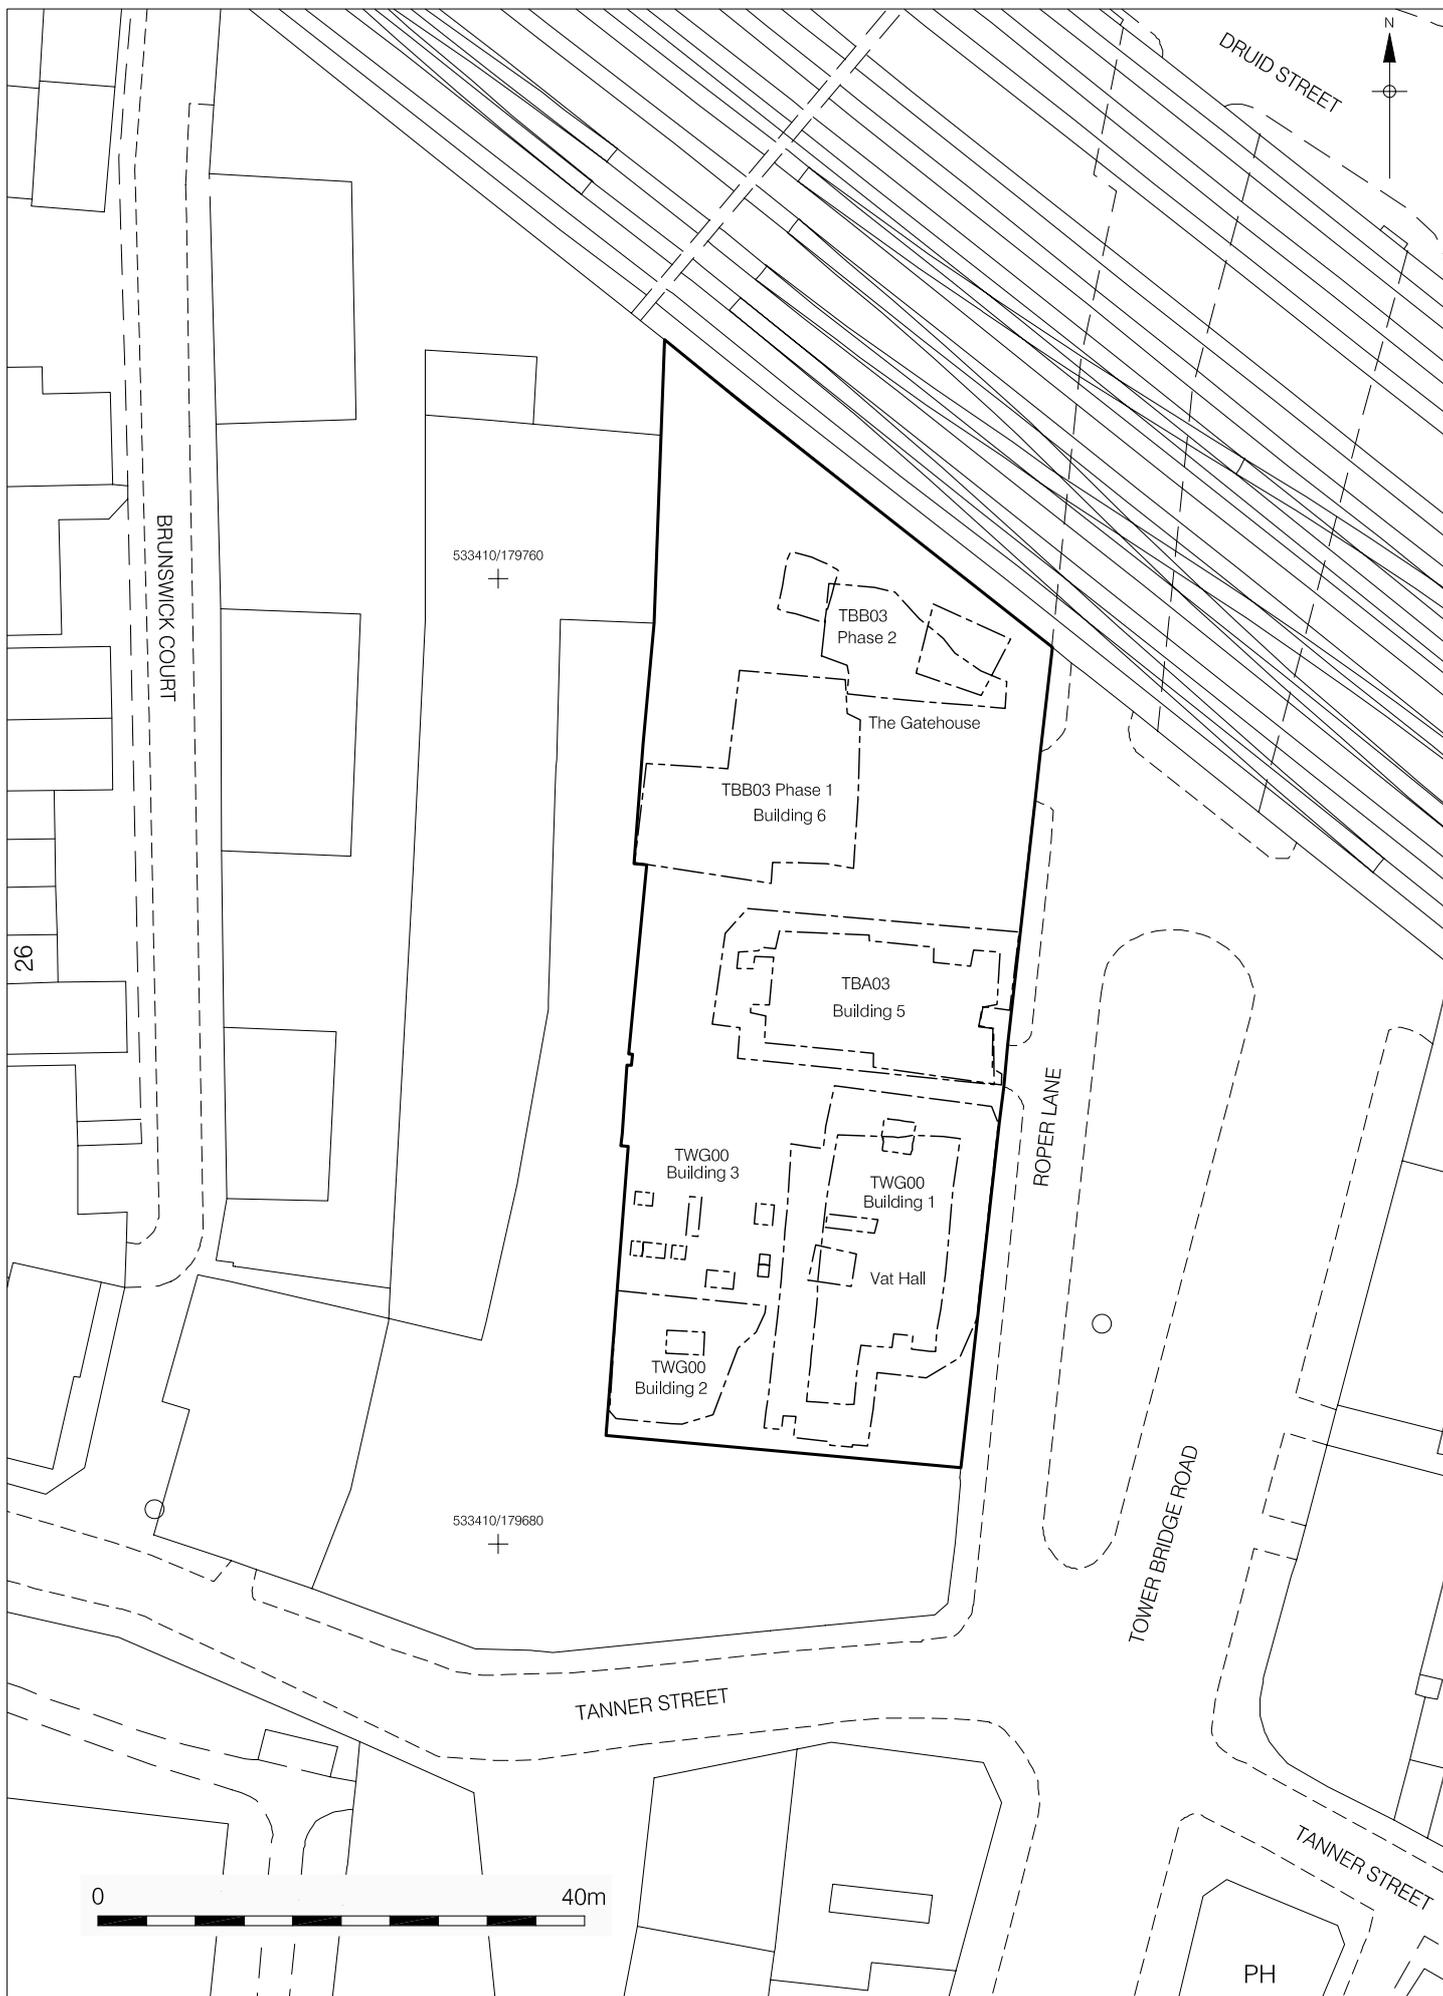 N
DRUID STREET
BRUNSWICK COURT
533410/179760
TBB03
Phase 2
The Gatehouse
TBB03 Phase 1
Building 6
26
TBA03
Building 5
ROPER LANE
TWG00
Building 3
TWG00
Building 1
Vat Hall
TWG00
Building 2
533410/179680
TOWER BRIDGE ROAD
TANNER STREET
TANNER STREET
0 40m
PH